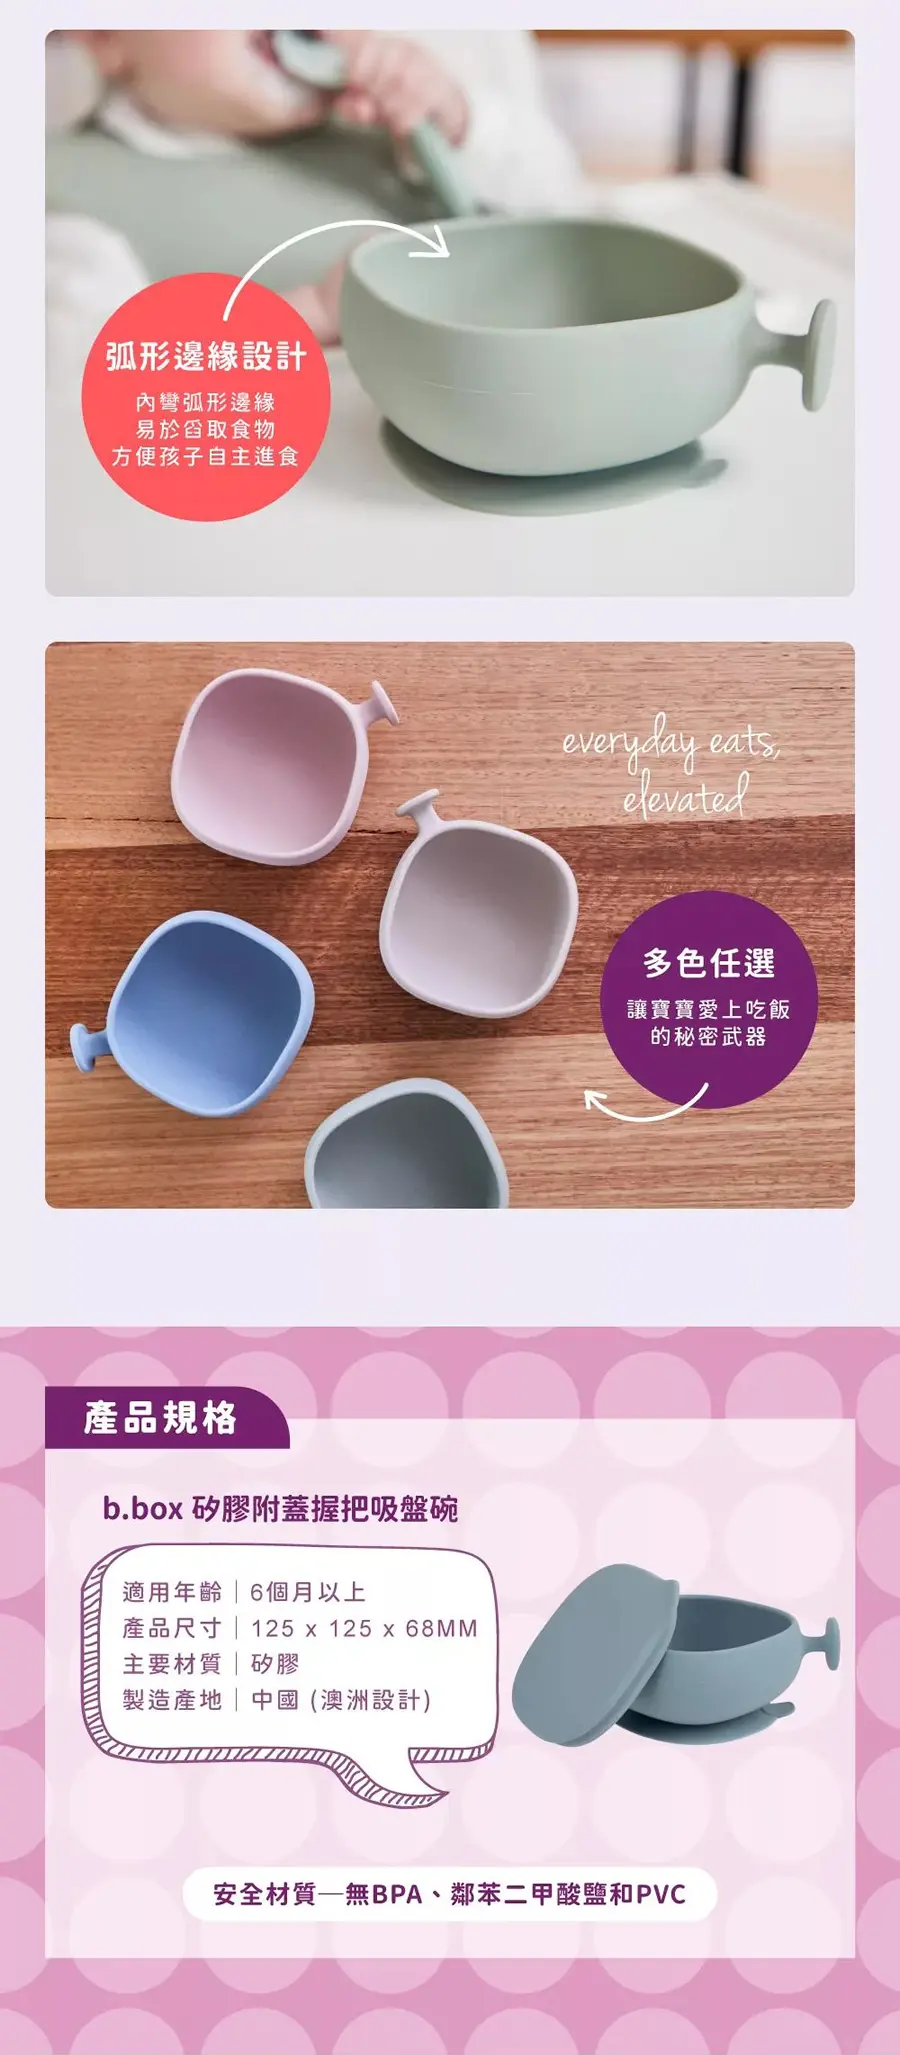 弧形邊緣設計
內彎弧形邊緣
易於舀取食物
方便孩子自主進食
everyday eats,
elevated
多色任選
讓寶寶愛上吃飯
的秘密武器
產品規格
b.box 矽膠附蓋握把吸盤碗
適用年齡｜6個月以上
產品尺寸｜125 x 125 x 68MM
主要材質｜矽膠
製造產地｜中國 (澳洲設計)
安全材質—無BPA、鄰苯二甲酸鹽和PVC